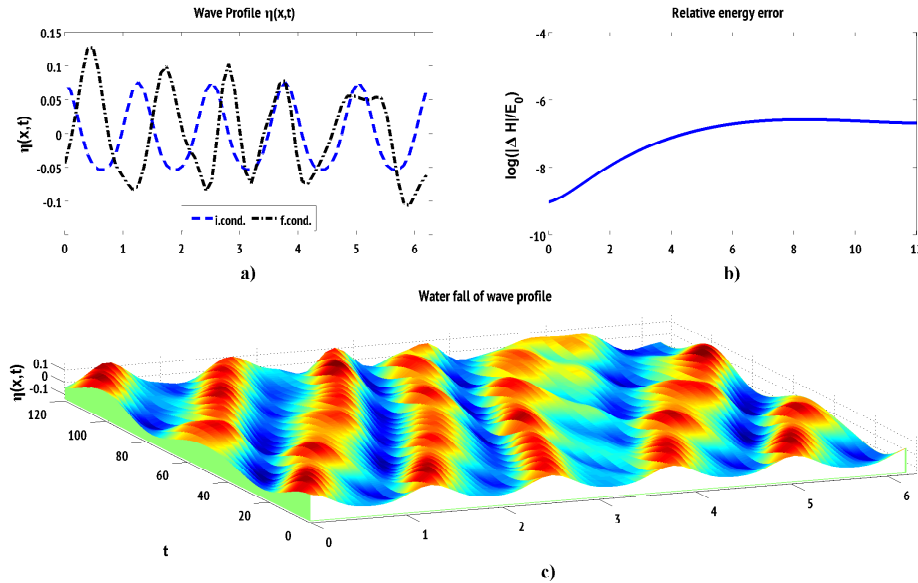 Wave Profile η(x,t)
0.15
0.1
0.05
0
-0.05
-0.1
η(x,t)
i.cond. f.cond.
0 1 2 3 4 5 6
a)
Relative energy error
-4
-6
-8
-10
log(|Δ H|/E0)
0 2 4 6 8 10 12
b)
Water fall of wave profile
η(x,t)
0.1
0
-0.1
120
100
80
60
40
20
0
t
0 1 2 3 4 5 6
c)